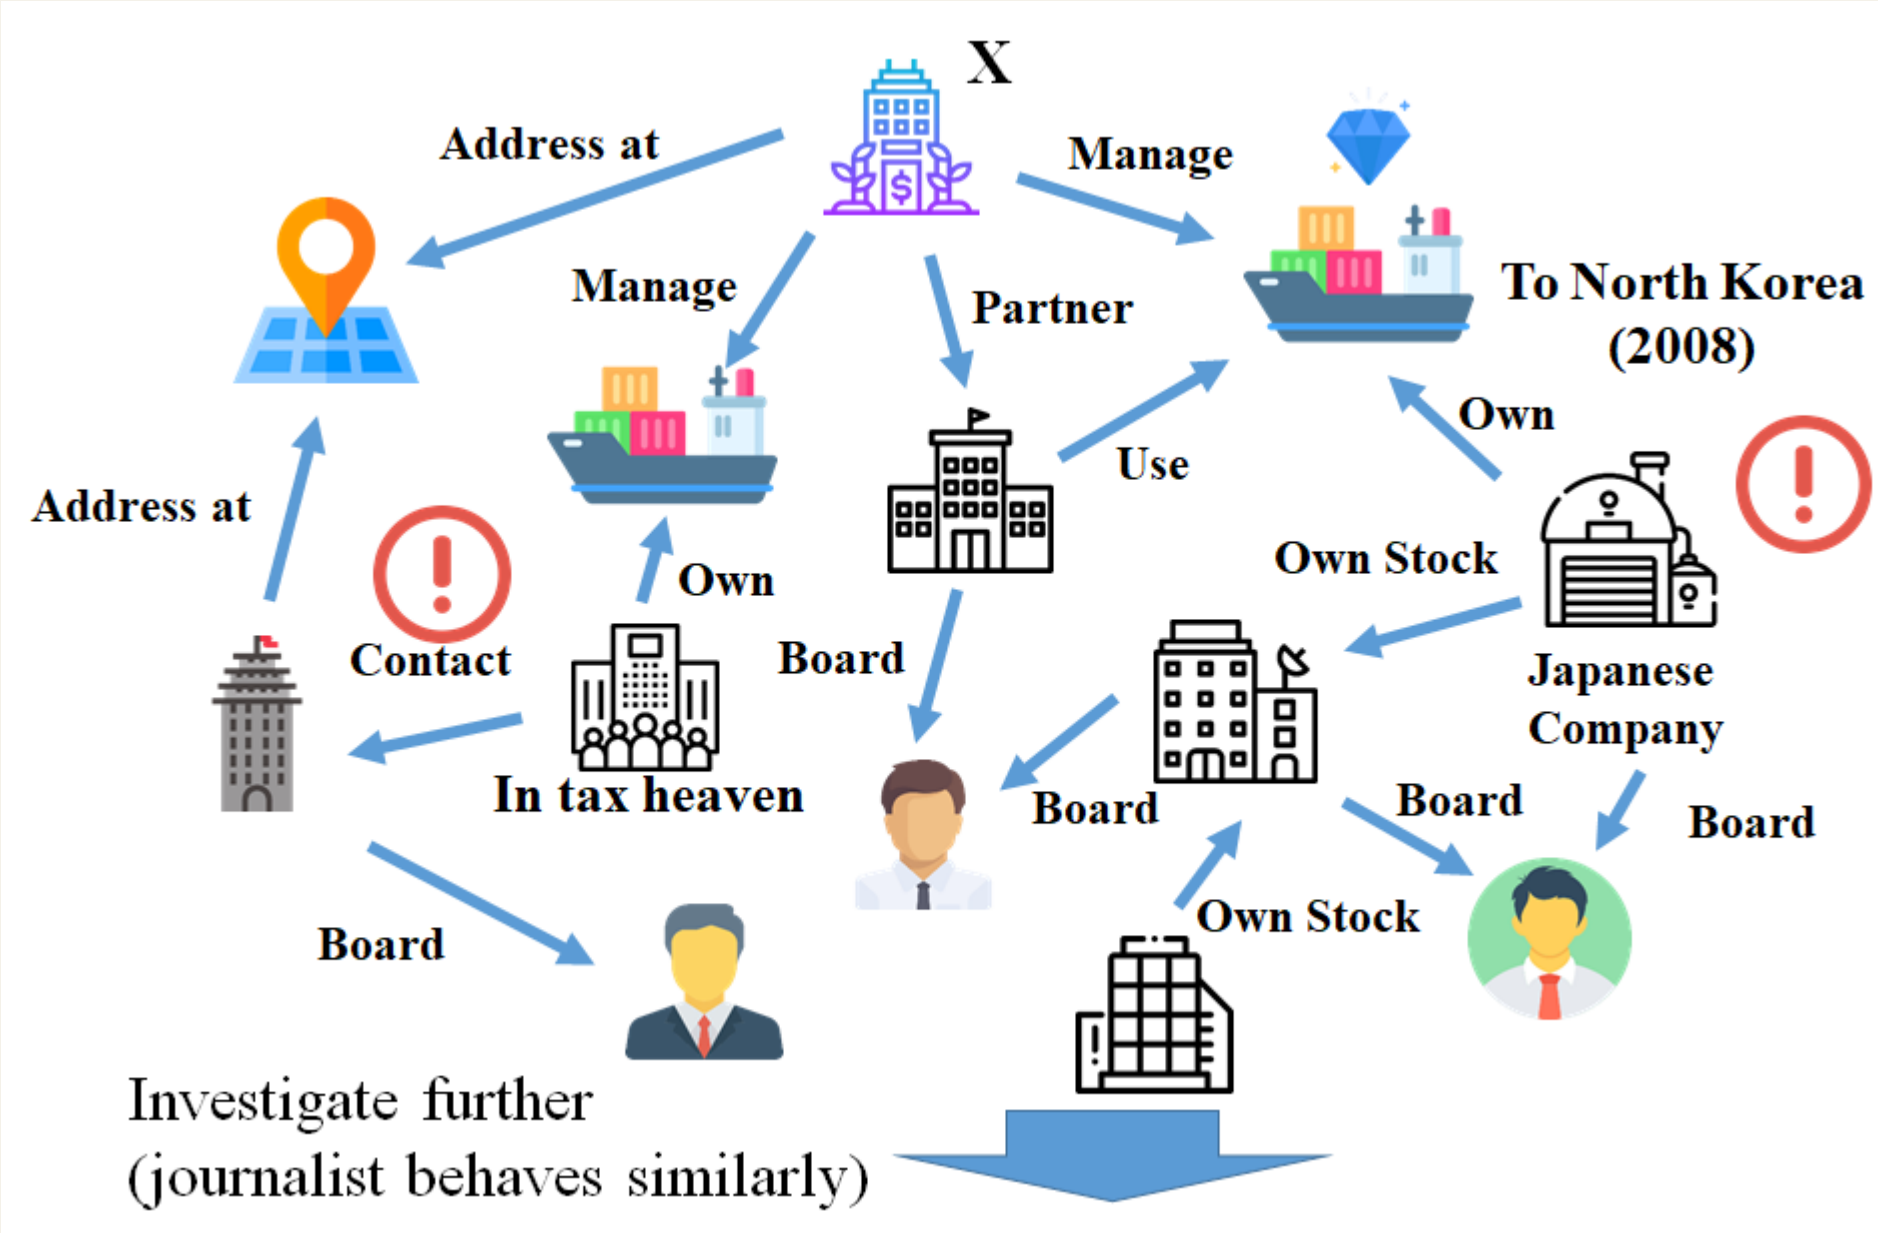 X
Address at
Manage
Manage
Partner
To North Korea
(2008)
Own
Use
Address at
Own Stock
Own
Contact
Board
Japanese
Company
In tax heaven
Board
Board
Board
Own Stock
Board
Investigate further
(journalist behaves similarly)